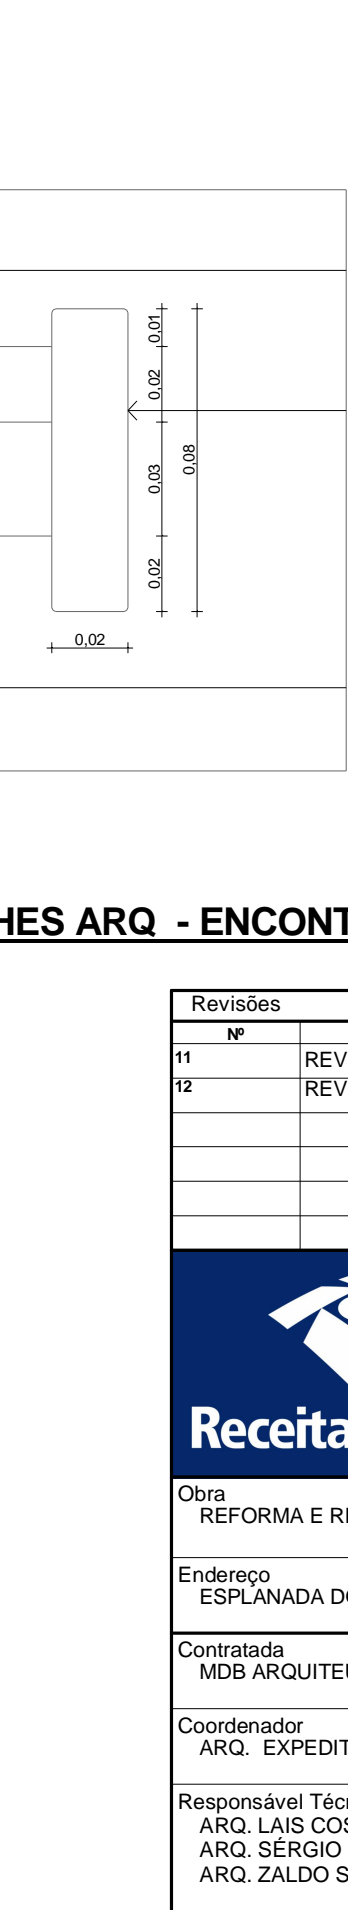 0,01
0,02
0,03
0,08
0,02
0,02
HES ARQ - ENCONT
Revisões
Nº
11 REV
12 REV
Receita
Obra
REFORMA E R
Endereço
ESPLANADA D
Contratada
MDB ARQUITE
Coordenador
ARQ. EXPEDIT
Responsável Técn
ARQ. LAIS COS
ARQ. SÉRGIO
ARQ. ZALDO S